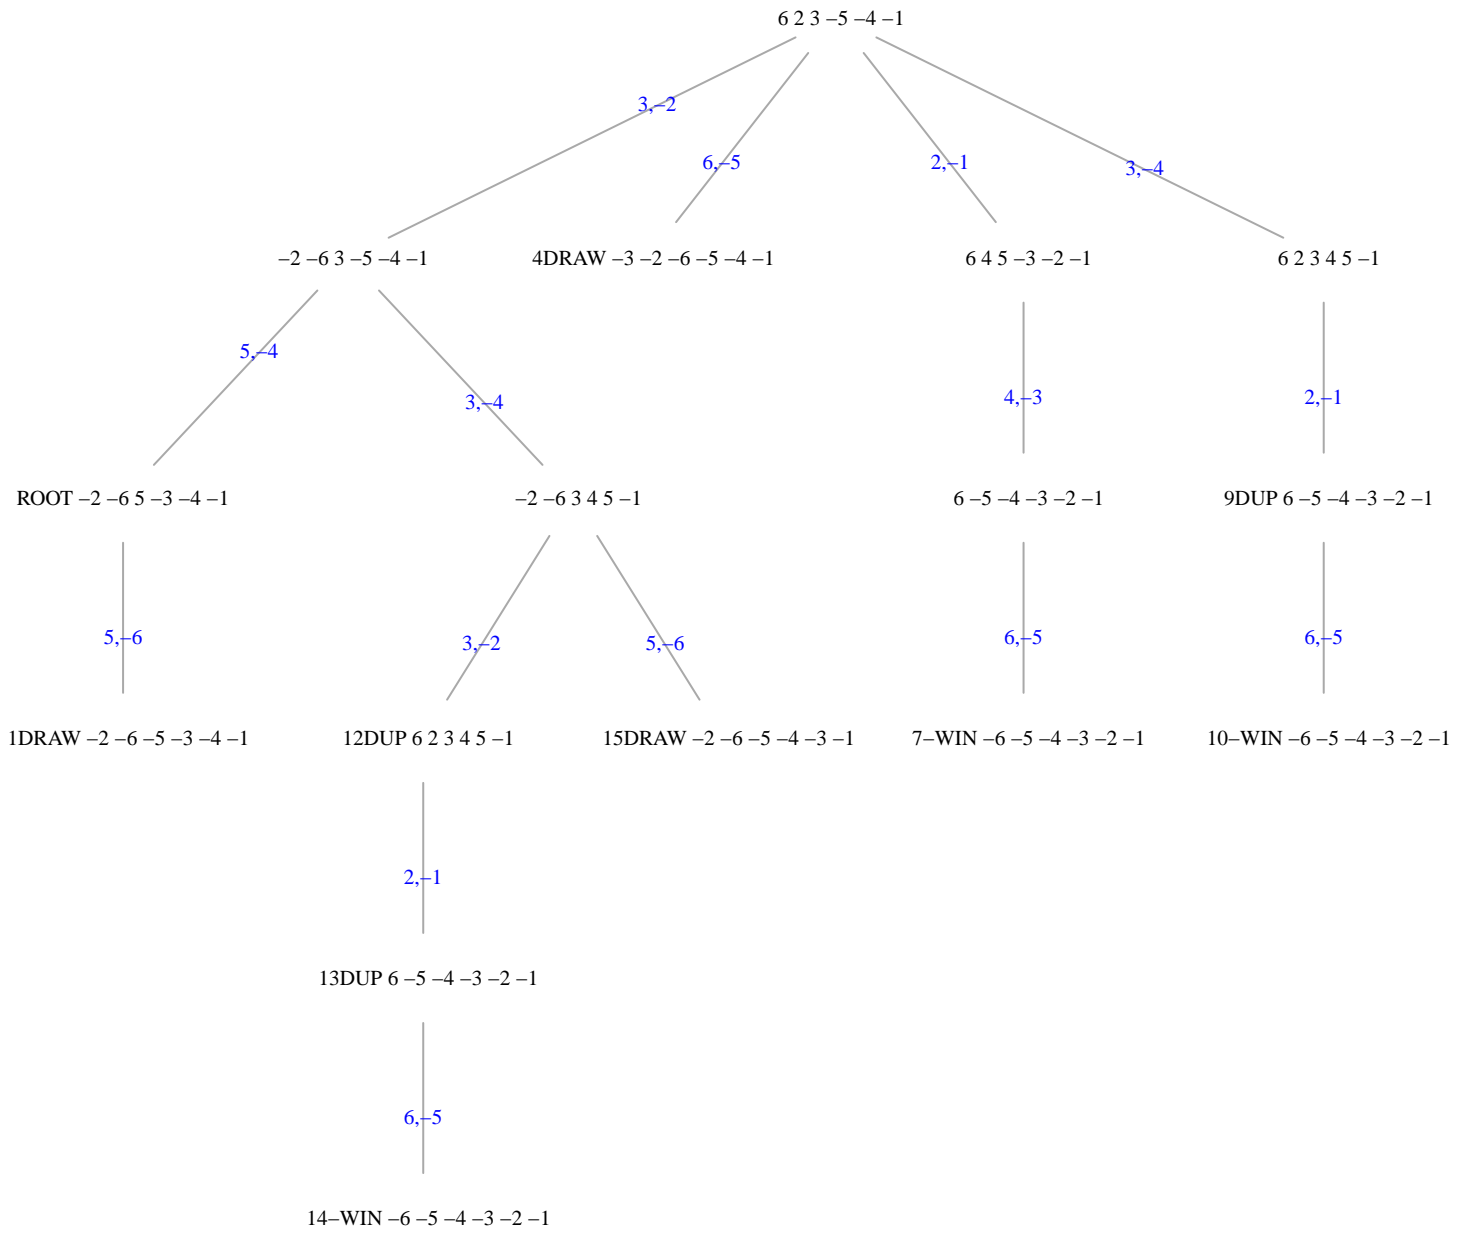 6 2 3 –5 –4 –1
3,–2
6,–5
2,–1
3,–4
–2 –6 3 –5 –4 –1
4DRAW –3 –2 –6 –5 –4 –1
6 4 5 –3 –2 –1
6 2 3 4 5 –1
5,–4
3,–4
4,–3
2,–1
ROOT –2 –6 5 –3 –4 –1
–2 –6 3 4 5 –1
6 –5 –4 –3 –2 –1
9DUP 6 –5 –4 –3 –2 –1
5,–6
3,–2
5,–6
6,–5
6,–5
1DRAW –2 –6 –5 –3 –4 –1
12DUP 6 2 3 4 5 –1
15DRAW –2 –6 –5 –4 –3 –1
7–WIN –6 –5 –4 –3 –2 –1
10–WIN –6 –5 –4 –3 –2 –1
2,–1
13DUP 6 –5 –4 –3 –2 –1
6,–5
14–WIN –6 –5 –4 –3 –2 –1